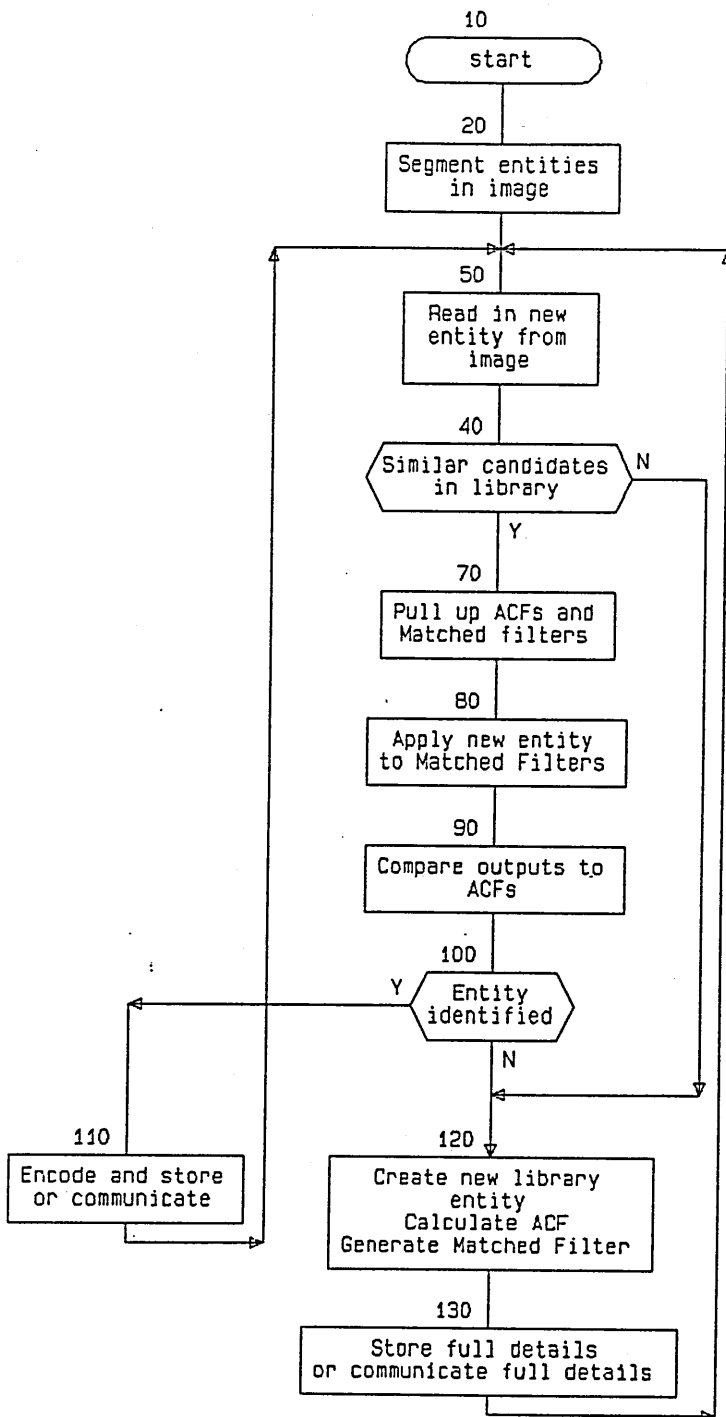 10
start
20
Segment entities
in image
50
Read in new
entity from
image
40
Similar candidates
in library
N
Y
70
Pull up ACFs and
Matched filters
80
Apply new entity
to Matched Filters
90
Compare outputs to
ACFs
100
Y
Entity
identified
N
110
Encode and store
or communicate
120
Create new library
entity
Calculate ACF
Generate Matched Filter
130
Store full details
or communicate full details